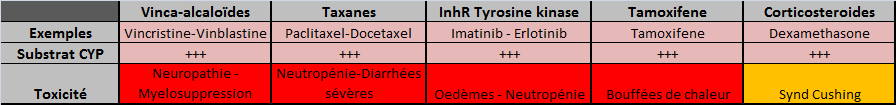 Vinca-alcaloïdes Taxanes InhR Tyrosine kinase Tamoxifene Corticosteroides
Exemples Vincristine-Vinblastine Paclitaxel-Docetaxel Imatinib - Erlotinib Tamoxifene Dexamethasone
Substrat CYP +++ +++ +++ +++ +++
Neuropathie - Neutropénie-Diarrhées
Toxicité Myelosuppression sévères Oedèmes - Neutropénie Bouffées de chaleur Synd Cushing